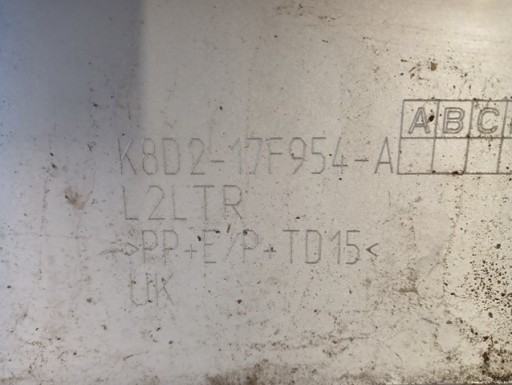 ABC
K8D2-17F954-A
L2LTR
>PP+E/P+TD15<
UK